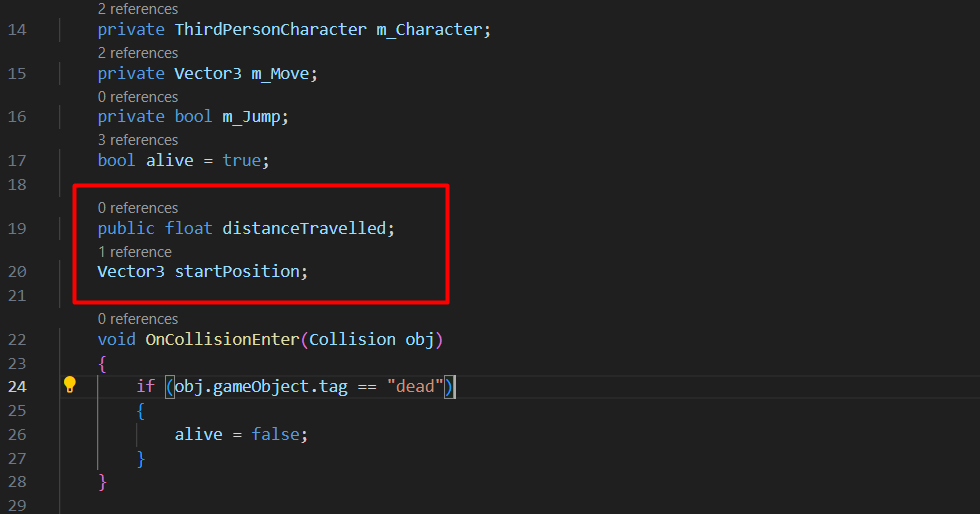 2 references
14 private ThirdPersonCharacter m_Character;
2 references
15 private Vector3 m_Move;
0 references
16 private bool m_Jump;
3 references
17 bool alive = true;
18
0 references
19 public float distanceTravelled;
1 reference
20 Vector3 startPosition;
21
0 references
22 void OnCollisionEnter(Collision obj)
23 {
24 if (obj.gameObject.tag == "dead")
25 {
26 alive = false;
27 }
28 }
29